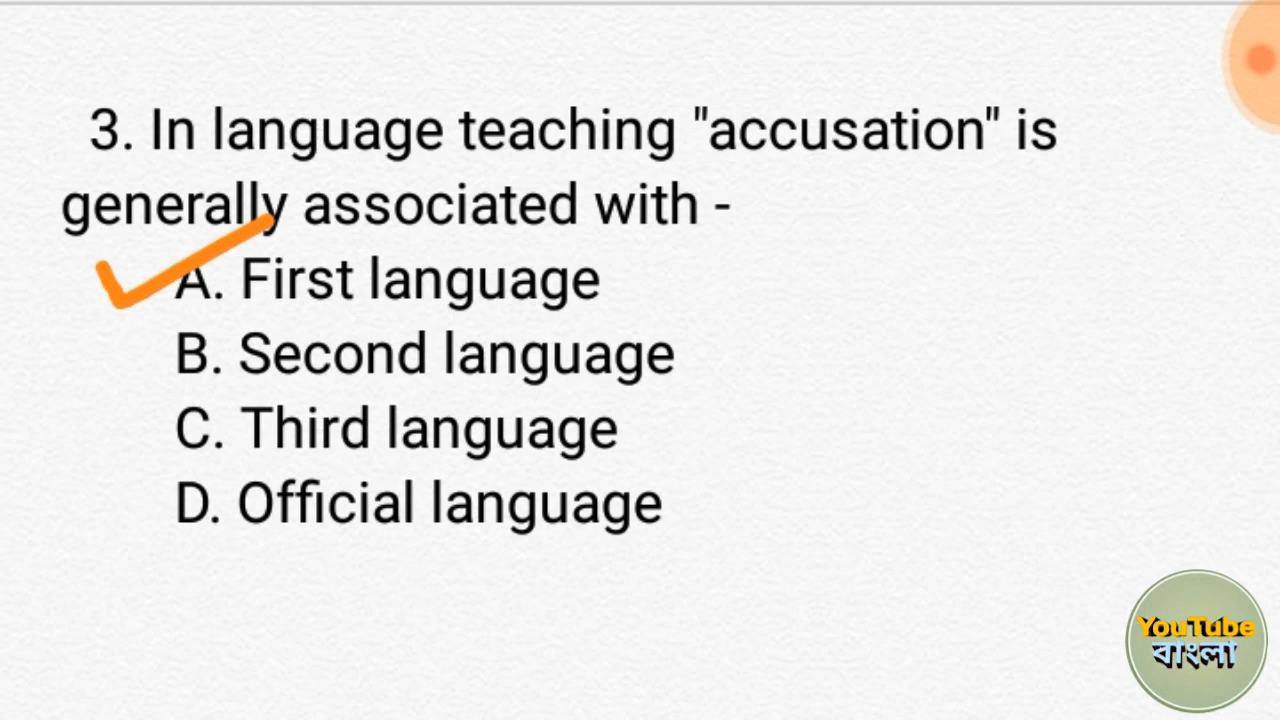 3. In language teaching "accusation" is
generally associated with -
A. First language
B. Second language
C. Third language
D. Official language
YouTube
বাংলা